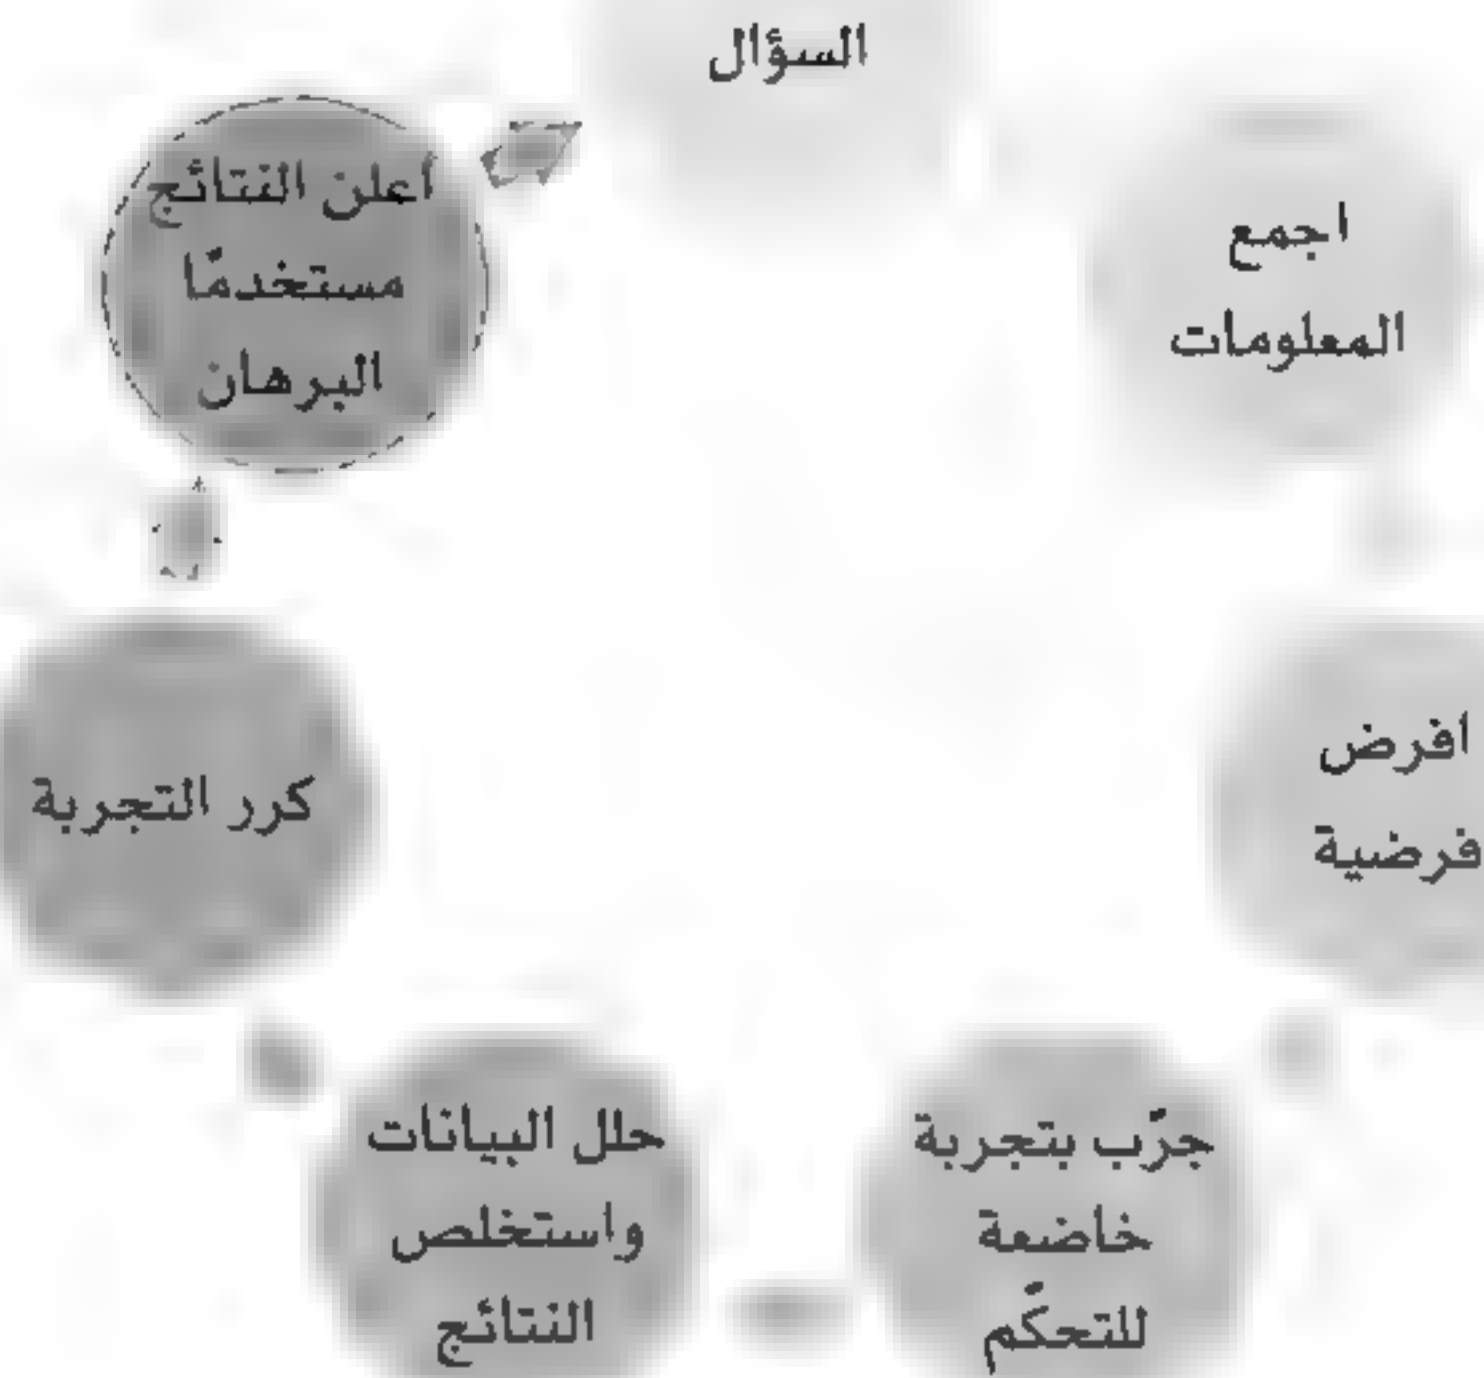 السؤال
اجمع
المعلومات
افرض
فرضية
جرّب بتجربة
خاضعة
للتحكّم
حلل البيانات
واستخلص
النتائج
كرر التجربة
أعلن النتائج
مستخدمًا
البرهان